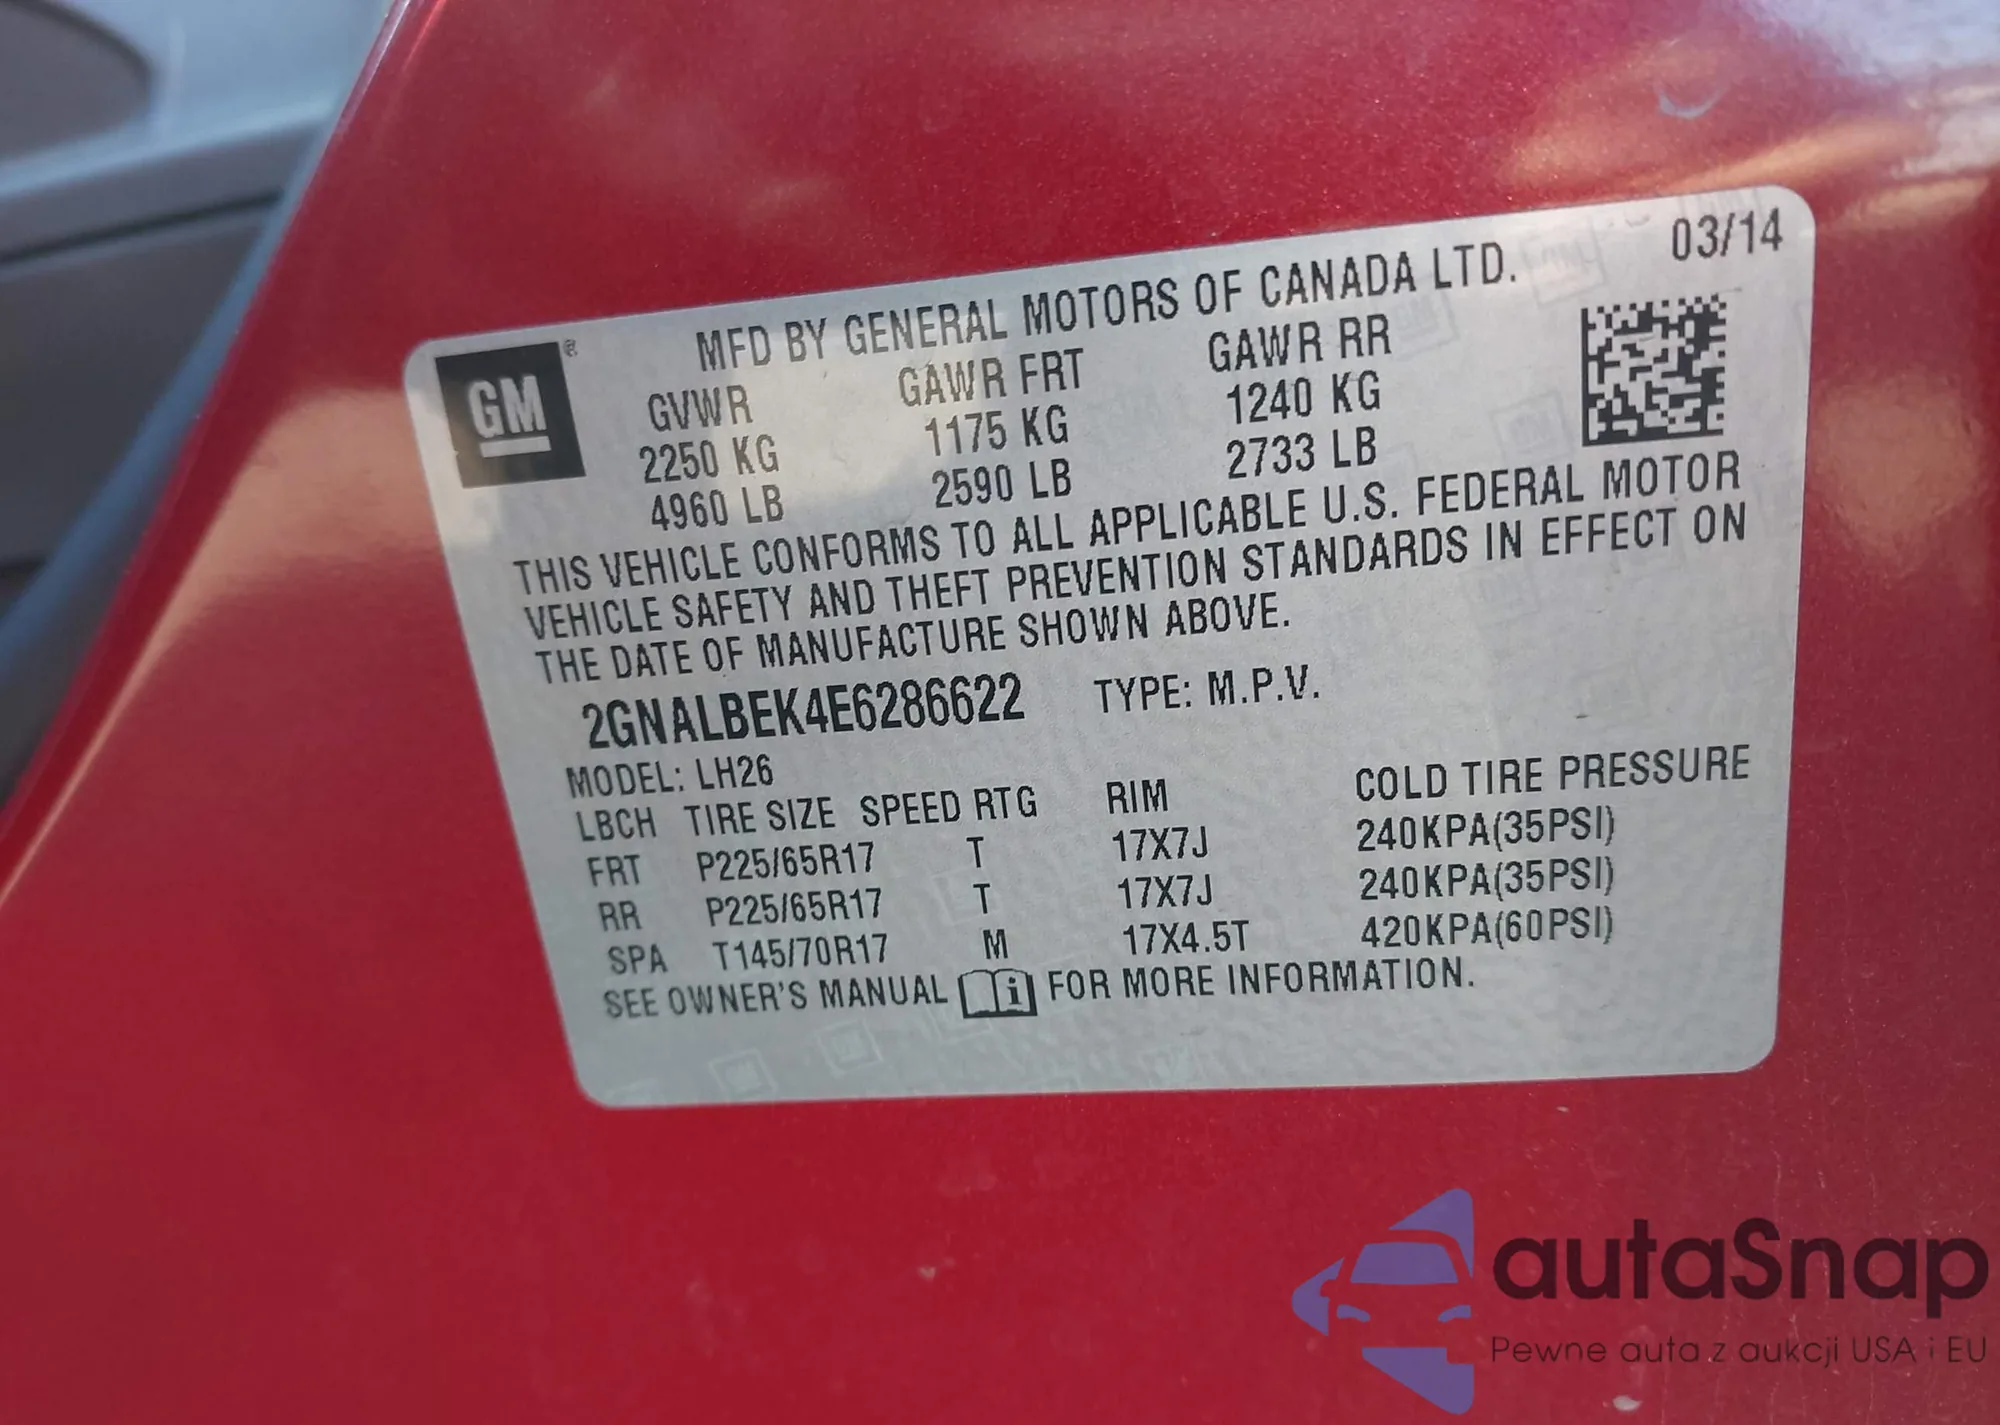 03/14
MFD BY GENERAL MOTORS OF CANADA LTD.
GM ®
GVWR GAWR FRT GAWR RR
2250 KG 1175 KG 1240 KG
4960 LB 2590 LB 2733 LB
THIS VEHICLE CONFORMS TO ALL APPLICABLE U.S. FEDERAL MOTOR
VEHICLE SAFETY AND THEFT PREVENTION STANDARDS IN EFFECT ON
THE DATE OF MANUFACTURE SHOWN ABOVE.
2GNALBEK4E6286622 TYPE: M.P.V.
MODEL: LH26
LBCH TIRE SIZE SPEED RTG RIM COLD TIRE PRESSURE
FRT P225/65R17 T 17X7J 240KPA(35PSI)
RR P225/65R17 T 17X7J 240KPA(35PSI)
SPA T145/70R17 M 17X4.5T 420KPA(60PSI)
SEE OWNER'S MANUAL i FOR MORE INFORMATION.
autaSnap
Pewne auta z aukcji USA i EU